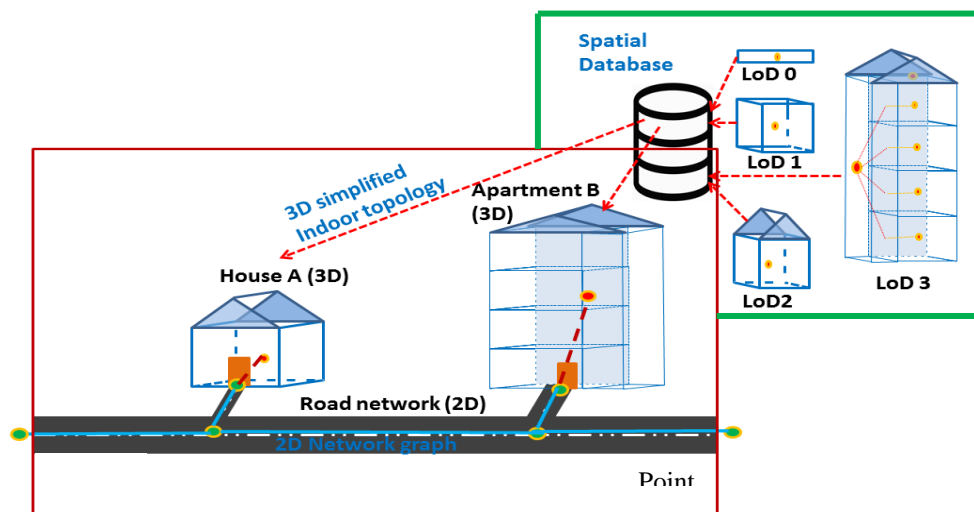 Spatial
Database
LoD 0
LoD 1
LoD2
LoD 3
3D simplified
Indoor topology
Apartment B
(3D)
House A (3D)
Road network (2D)
2D Network graph
Point